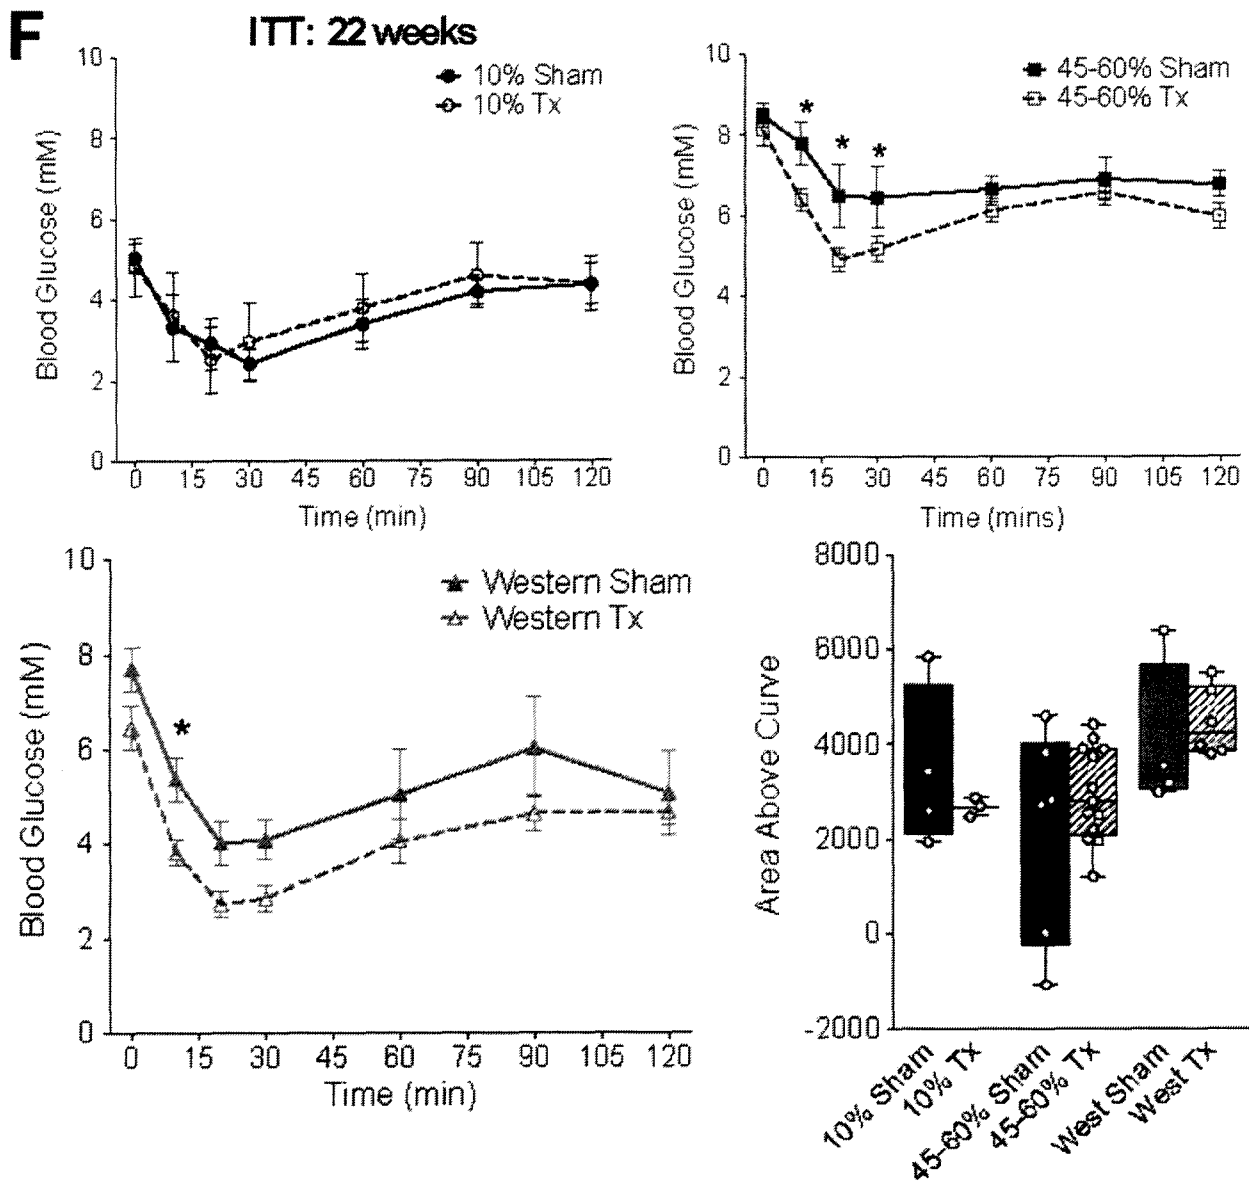 F
ITT: 22 weeks
10% Sham
10% Tx
Blood Glucose (mM)
10
8
6
4
2
0
0 15 30 45 60 75 90 105 120
Time (min)
45-60% Sham
45-60% Tx
* * *
Blood Glucose (mM)
10
8
6
4
2
0
0 15 30 45 60 75 90 105 120
Time (mins)
Western Sham
Western Tx
*
Blood Glucose (mM)
10
8
6
4
2
0
0 15 30 45 60 75 90 105 120
Time (min)
Area Above Curve
8000
6000
4000
2000
0
-2000
10% Sham
10% Tx
45-60% Sham
45-60% Tx
West Sham
West Tx